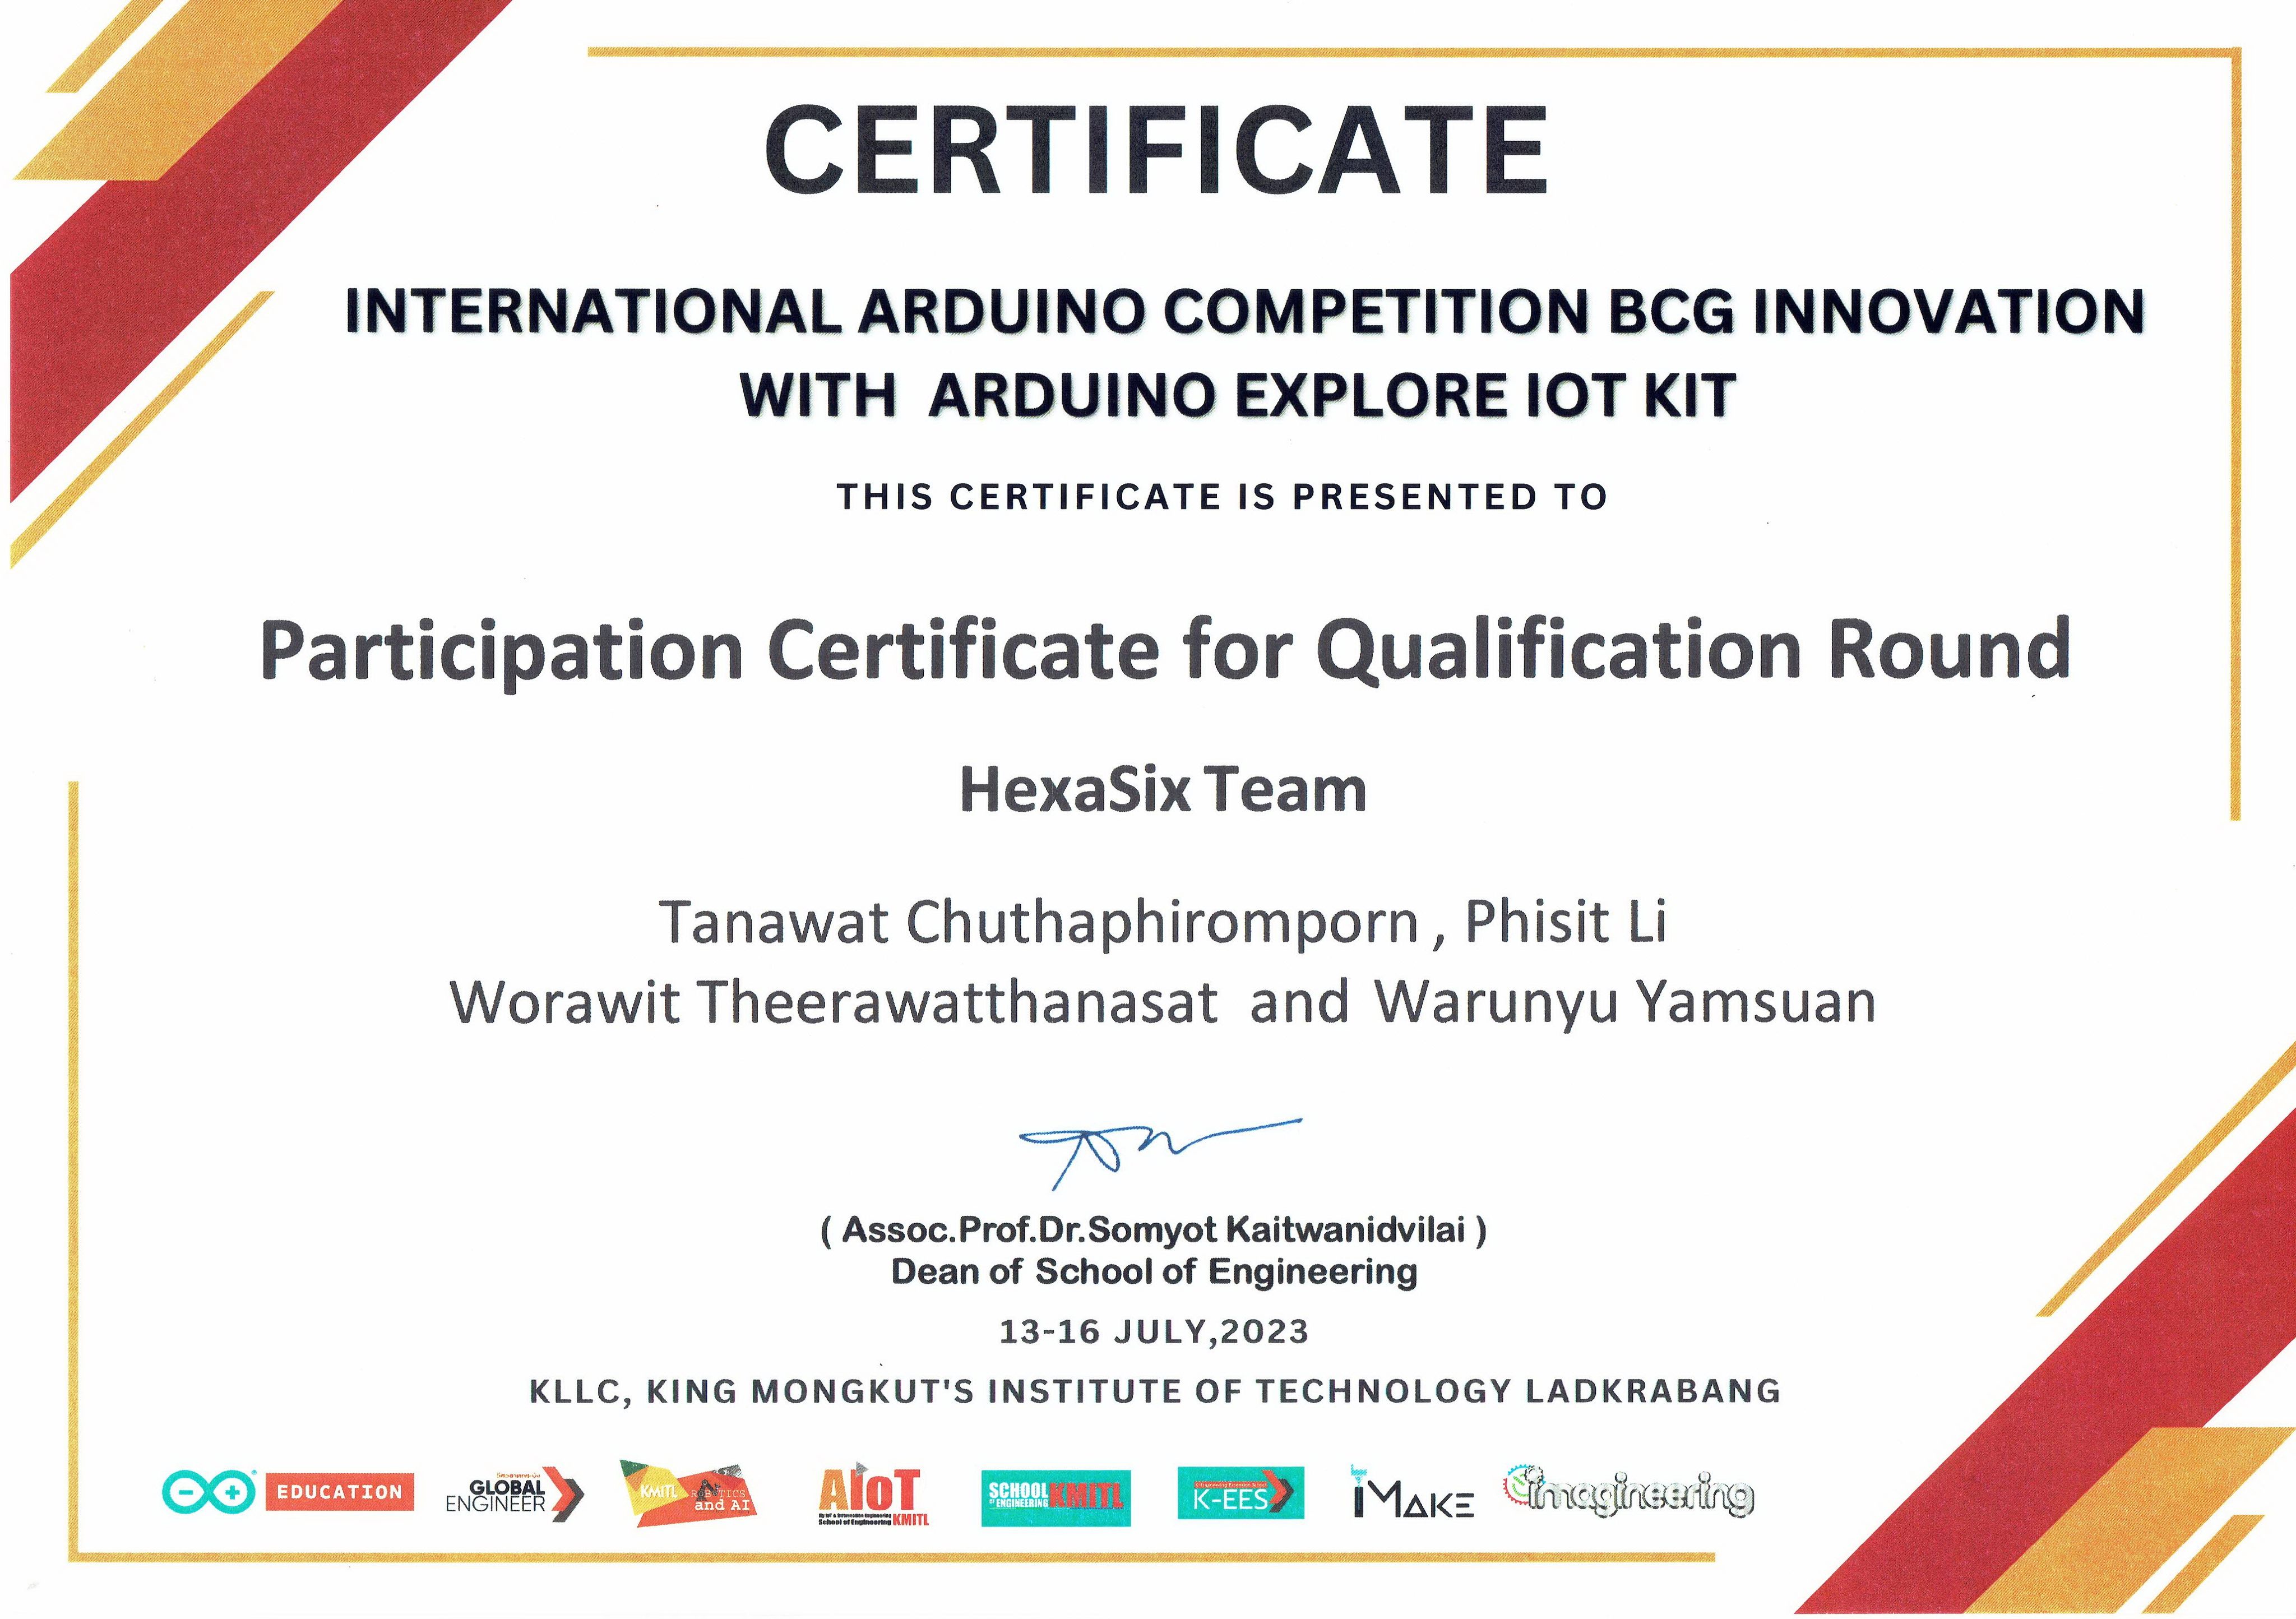 CERTIFICATE
INTERNATIONAL ARDUINO COMPETITION BCG INNOVATION
WITH ARDUINO EXPLORE IOT KIT
THIS CERTIFICATE IS PRESENTED TO
Participation Certificate for Qualification Round
HexaSix Team
Tanawat Chuthaphiromporn , Phisit Li
Worawit Theerawatthanasat and Warunyu Yamsuan
( Assoc.Prof.Dr.Somyot Kaitwanidvilai )
Dean of School of Engineering
13-16 JULY,2023
KLLC, KING MONGKUT'S INSTITUTE OF TECHNOLOGY LADKRABANG
EDUCATION
GLOBAL
ENGINEER
KMITL ROBOTICS
and AI
AIoT
School of Engineering KMITL
SCHOOL
OF ENGINEERING KMITL
K-EES
iMAKE
imagineering